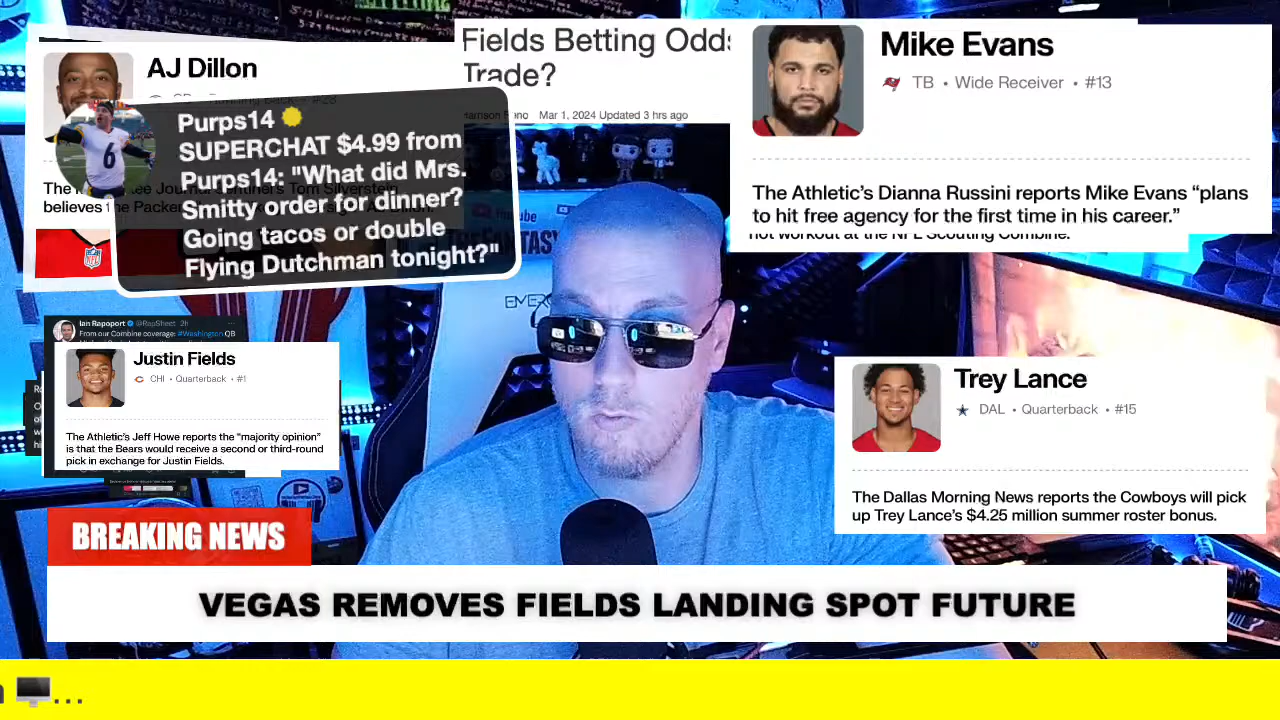 AJ Dillon
Purps14
SUPERCHAT $4.99 from
Purps14: "What did Mrs.
Smitty order for dinner?
Going tacos or double
Flying Dutchman tonight?"
Fields Betting Odds
Trade?
Mar 1, 2024 Updated 3 hrs ago
Mike Evans
TB • Wide Receiver • #13
The Athletic's Dianna Russini reports Mike Evans “plans
to hit free agency for the first time in his career.”
not workout at the NFL Scouting Combine.
Ian Rapoport @RapSheet · 2h
From our Combine coverage: #Washington QB
Justin Fields
CHI • Quarterback • #1
The Athletic's Jeff Howe reports the "majority opinion"
is that the Bears would receive a second or third-round
pick in exchange for Justin Fields.
Trey Lance
DAL • Quarterback • #15
The Dallas Morning News reports the Cowboys will pick
up Trey Lance's $4.25 million summer roster bonus.
BREAKING NEWS
VEGAS REMOVES FIELDS LANDING SPOT FUTURE